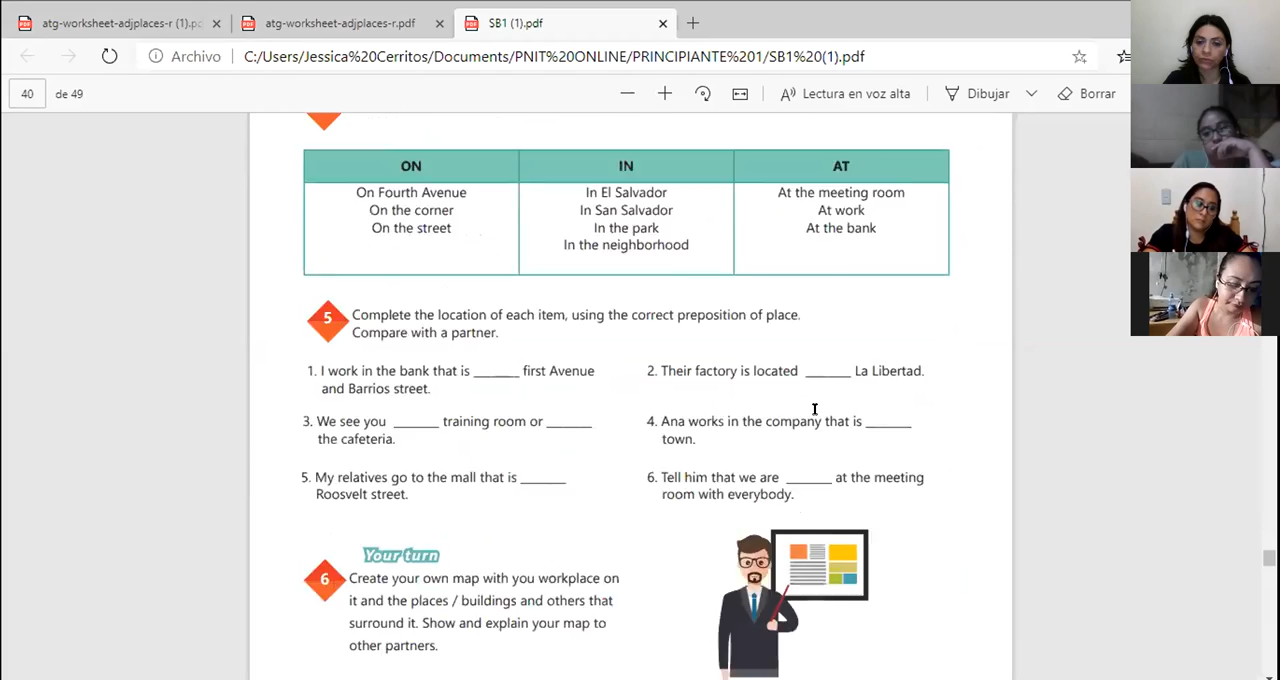 atg-worksheet-adjplaces-r (1).p
atg-worksheet-adjplaces-r.pdf
SB1 (1).pdf
Archivo
C:/Users/Jessica%20Cerritos/Documents/PNIT%20ONLINE/PRINCIPIANTE%201/SB1%20(1).pdf
40 de 49
Lectura en voz alta
Dibujar
Borrar
ON IN AT
On Fourth Avenue In El Salvador At the meeting room
On the corner In San Salvador At work
On the street In the park At the bank
In the neighborhood
5 Complete the location of each item, using the correct preposition of place.
Compare with a partner.
1. I work in the bank that is ______ first Avenue
and Barrios street.
2. Their factory is located ______ La Libertad.
3. We see you ______ training room or ______
the cafeteria.
4. Ana works in the company that is ______
town.
5. My relatives go to the mall that is ______
Roosvelt street.
6. Tell him that we are ______ at the meeting
room with everybody.
Your turn
6 Create your own map with you workplace on
it and the places / buildings and others that
surround it. Show and explain your map to
other partners.